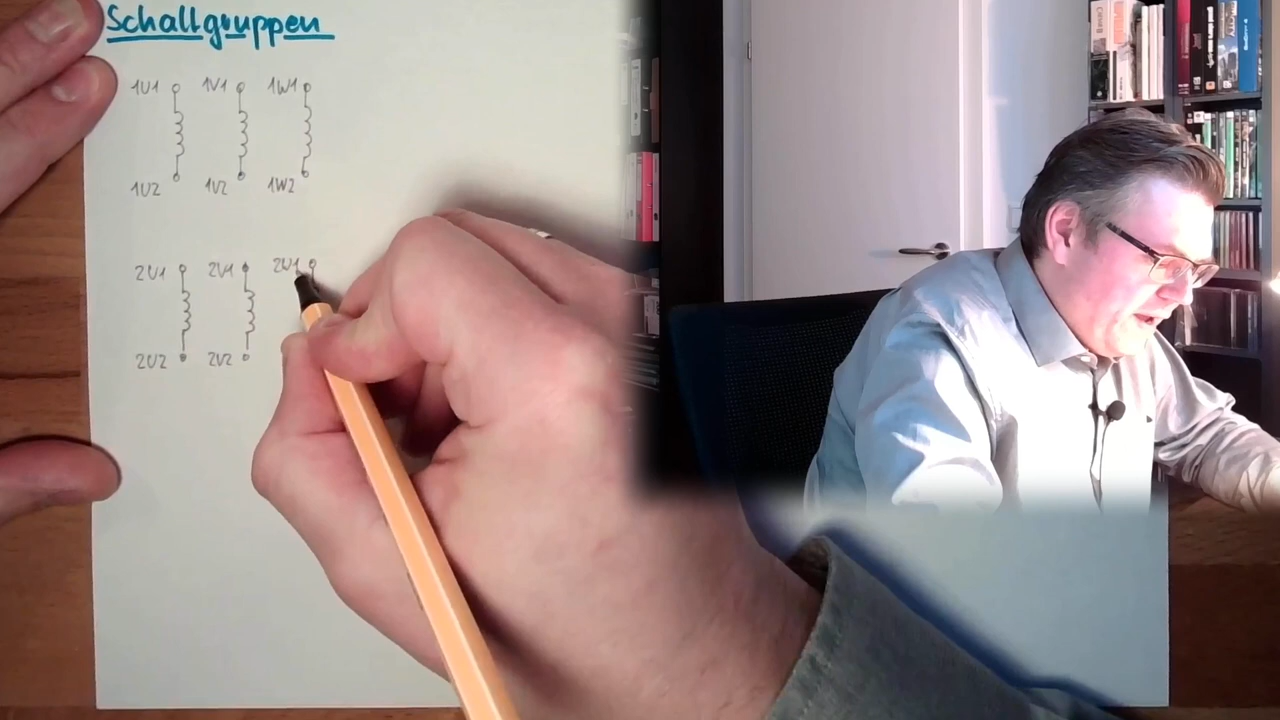 Schaltgruppen
1U1 1V1 1W1
1U2 1V2 1W2
2U1 2V1 2W1
2U2 2V2